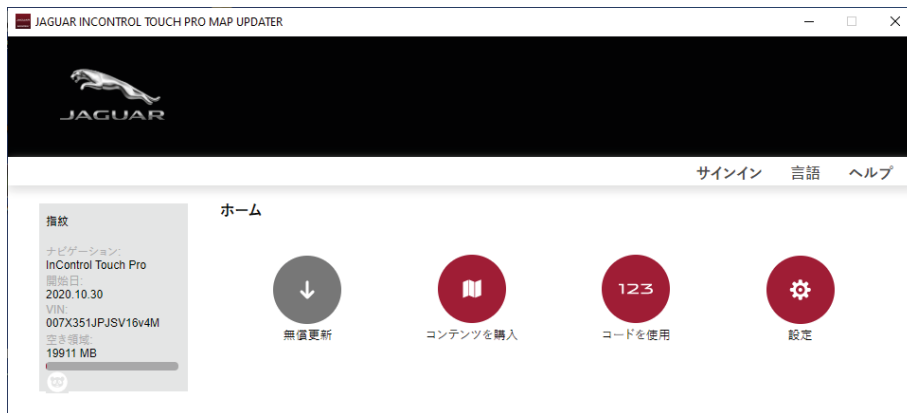 JAGUAR INCONTROL TOUCH PRO MAP UPDATER
JAGUAR
サインイン 言語 ヘルプ
指紋
ナビゲーション:
InControl Touch Pro
開始日:
2020.10.30
VIN:
007X351JPJSV16v4M
空き領域:
19911 MB
ホーム
無償更新
コンテンツを購入
123
コードを使用
設定